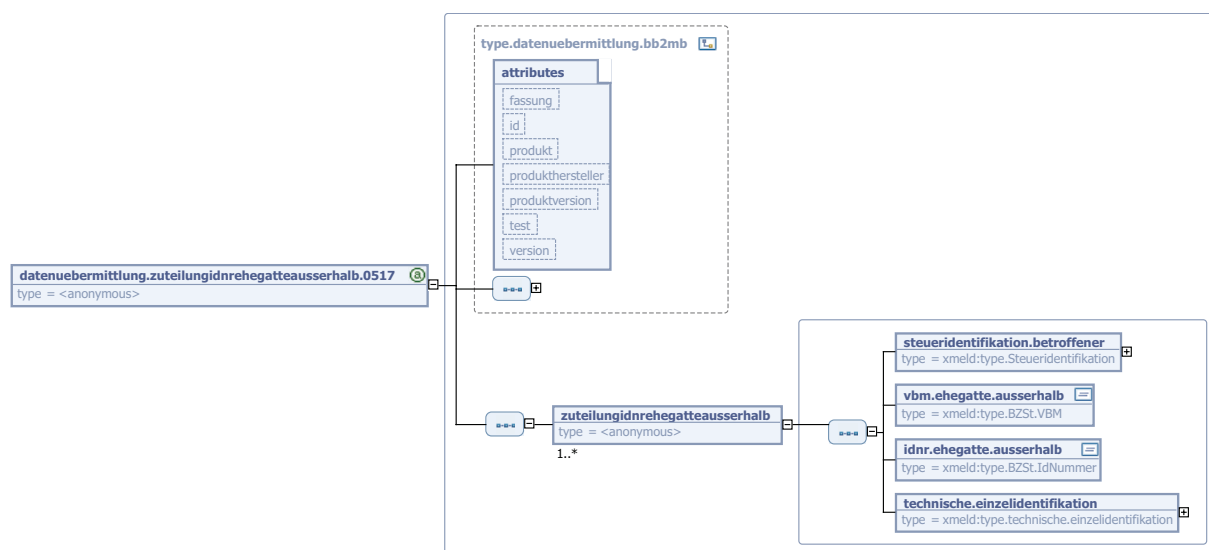 type.datenuebermittlung.bb2mb
attributes
fassung
id
produkt
produkthersteller
produktversion
test
version
datenuebermittlung.zuteilungidnrehegatteausserhalb.0517
a
type = <anonymous>
steueridentifikation.betroffener
type = xmeld:type.Steueridentifikation
vbm.ehegatte.ausserhalb
type = xmeld:type.BZSt.VBM
zuteilungidnrehegatteausserhalb
type = <anonymous>
1..*
idnr.ehegatte.ausserhalb
type = xmeld:type.BZSt.IdNummer
technische.einzelidentifikation
type = xmeld:type.technische.einzelidentifikation